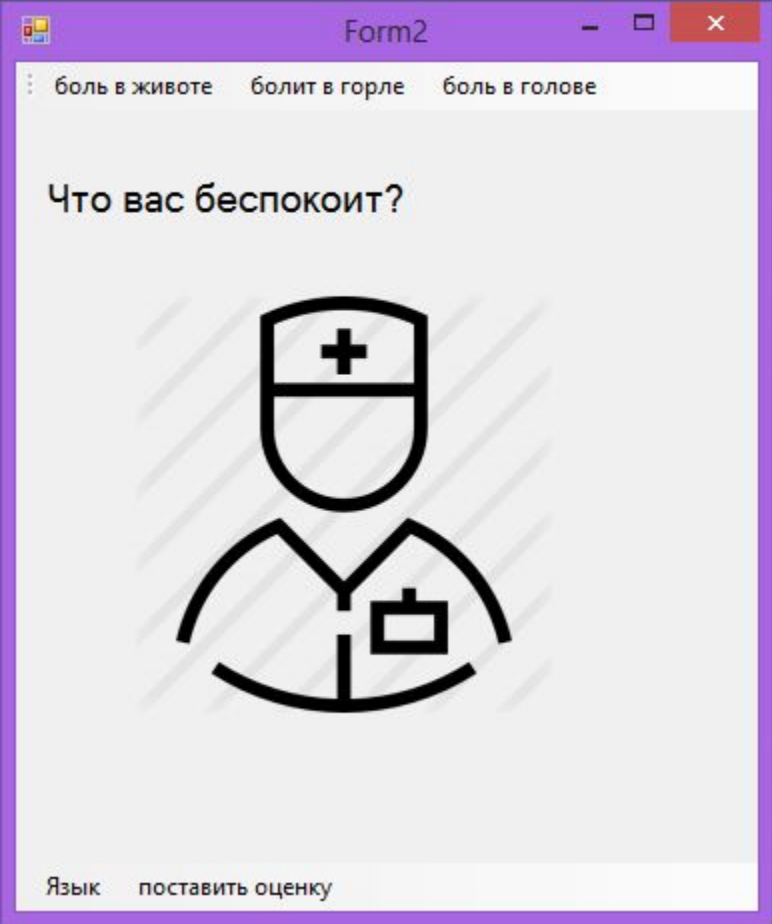 Form2
боль в животе болит в горле боль в голове
Что вас беспокоит?
Язык поставить оценку